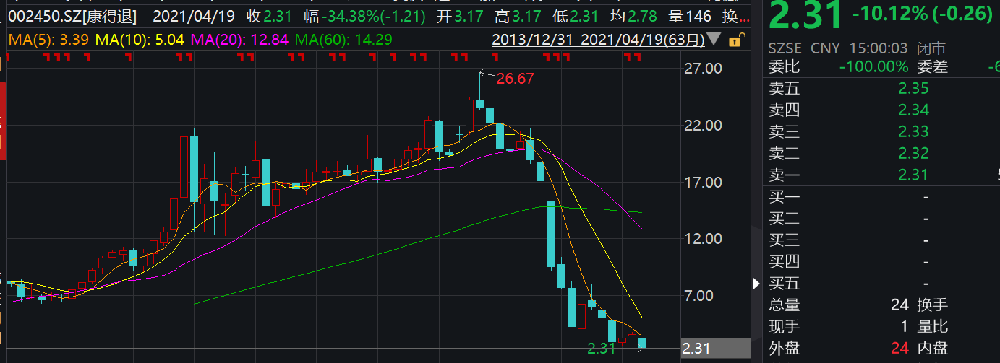 002450.SZ[康得退] 2021/04/19 收 2.31 幅 -34.38%(-1.21) 开 3.17 高 3.17 低 2.31 均 2.78 量 146 换...
MA(5): 3.39 MA(10): 5.04 MA(20): 12.84 MA(60): 14.29 2013/12/31-2021/04/19(63月)
27.00
26.67
22.00
17.00
12.00
7.00
2.31
2.31
2.31 -10.12% (-0.26)
SZSE CNY 15:00:03 闭市
委比 -100.00% 委差
卖五 2.35
卖四 2.34
卖三 2.33
卖二 2.32
卖一 2.31
买一 -
买二 -
买三 -
买四 -
买五 -
总量 24 换手
现手 1 量比
外盘 24 内盘